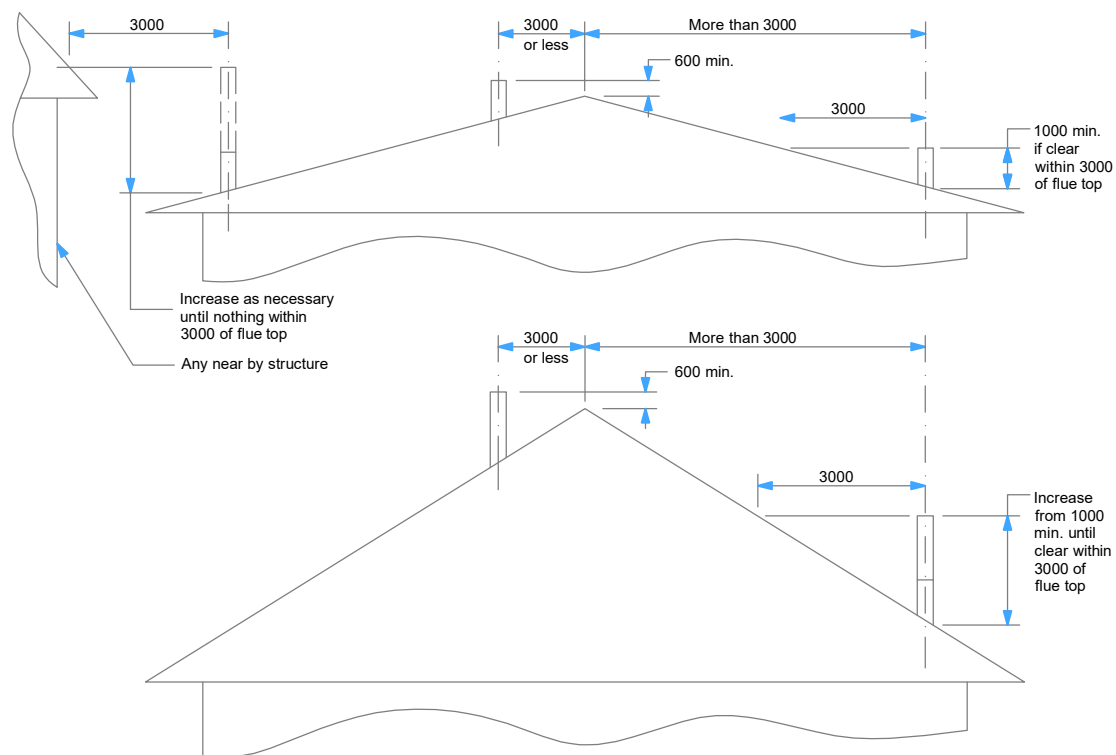 3000
3000
or less
More than 3000
600 min.
3000
1000 min.
if clear
within 3000
of flue top
Increase as necessary
until nothing within
3000 of flue top
Any near by structure
3000
or less
More than 3000
600 min.
3000
Increase
from 1000
min. until
clear within
3000 of
flue top